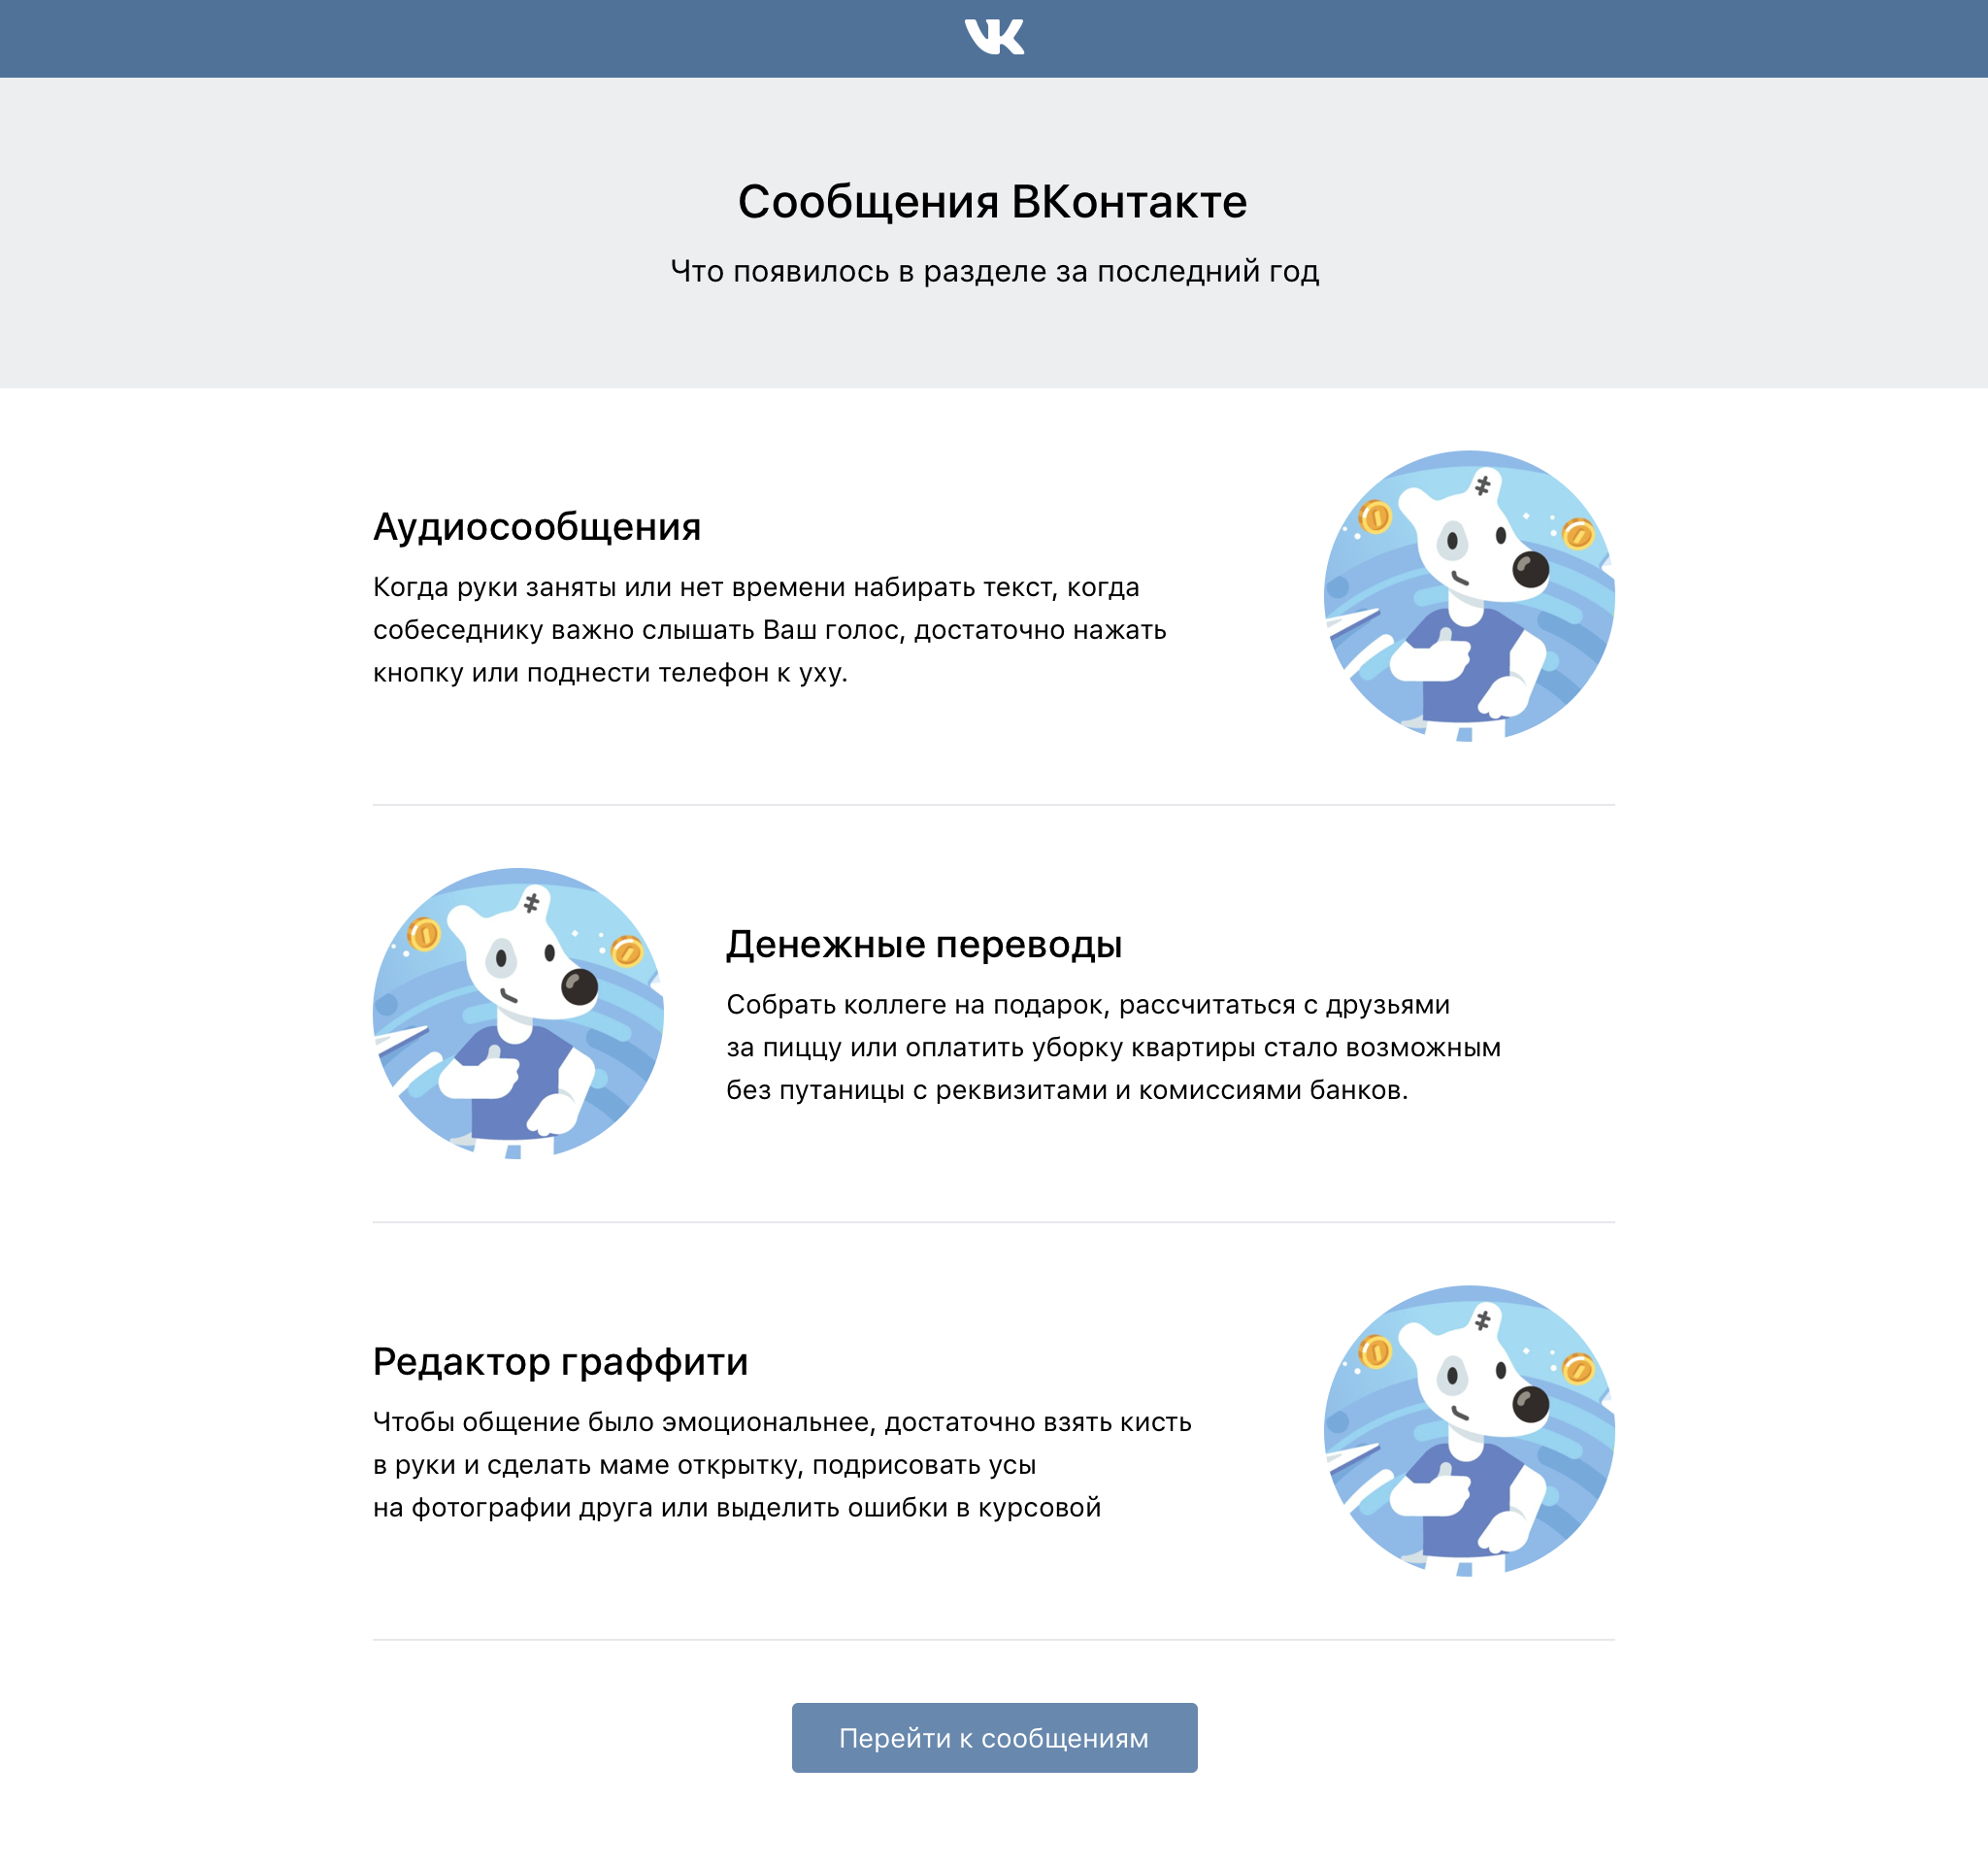 VK
Сообщения ВКонтакте
Что появилось в разделе за последний год
Аудиосообщения
Когда руки заняты или нет времени набирать текст, когда
собеседнику важно слышать Ваш голос, достаточно нажать
кнопку или поднести телефон к уху.
Денежные переводы
Собрать коллеге на подарок, рассчитаться с друзьями
за пиццу или оплатить уборку квартиры стало возможным
без путаницы с реквизитами и комиссиями банков.
Редактор граффити
Чтобы общение было эмоциональнее, достаточно взять кисть
в руки и сделать маме открытку, подрисовать усы
на фотографии друга или выделить ошибки в курсовой
Перейти к сообщениям